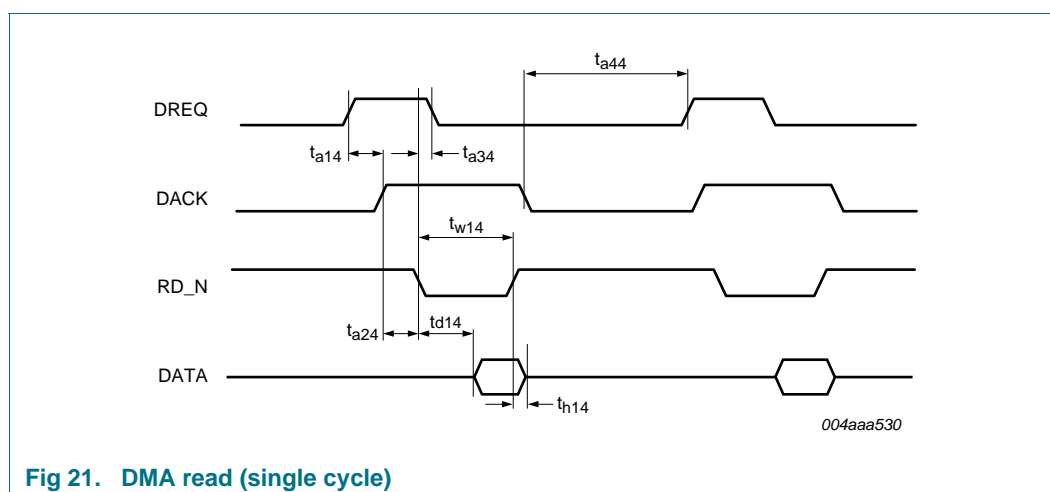 ta44
DREQ
ta14
ta34
DACK
tw14
RD_N
ta24
td14
DATA
th14
004aaa530
Fig 21. DMA read (single cycle)